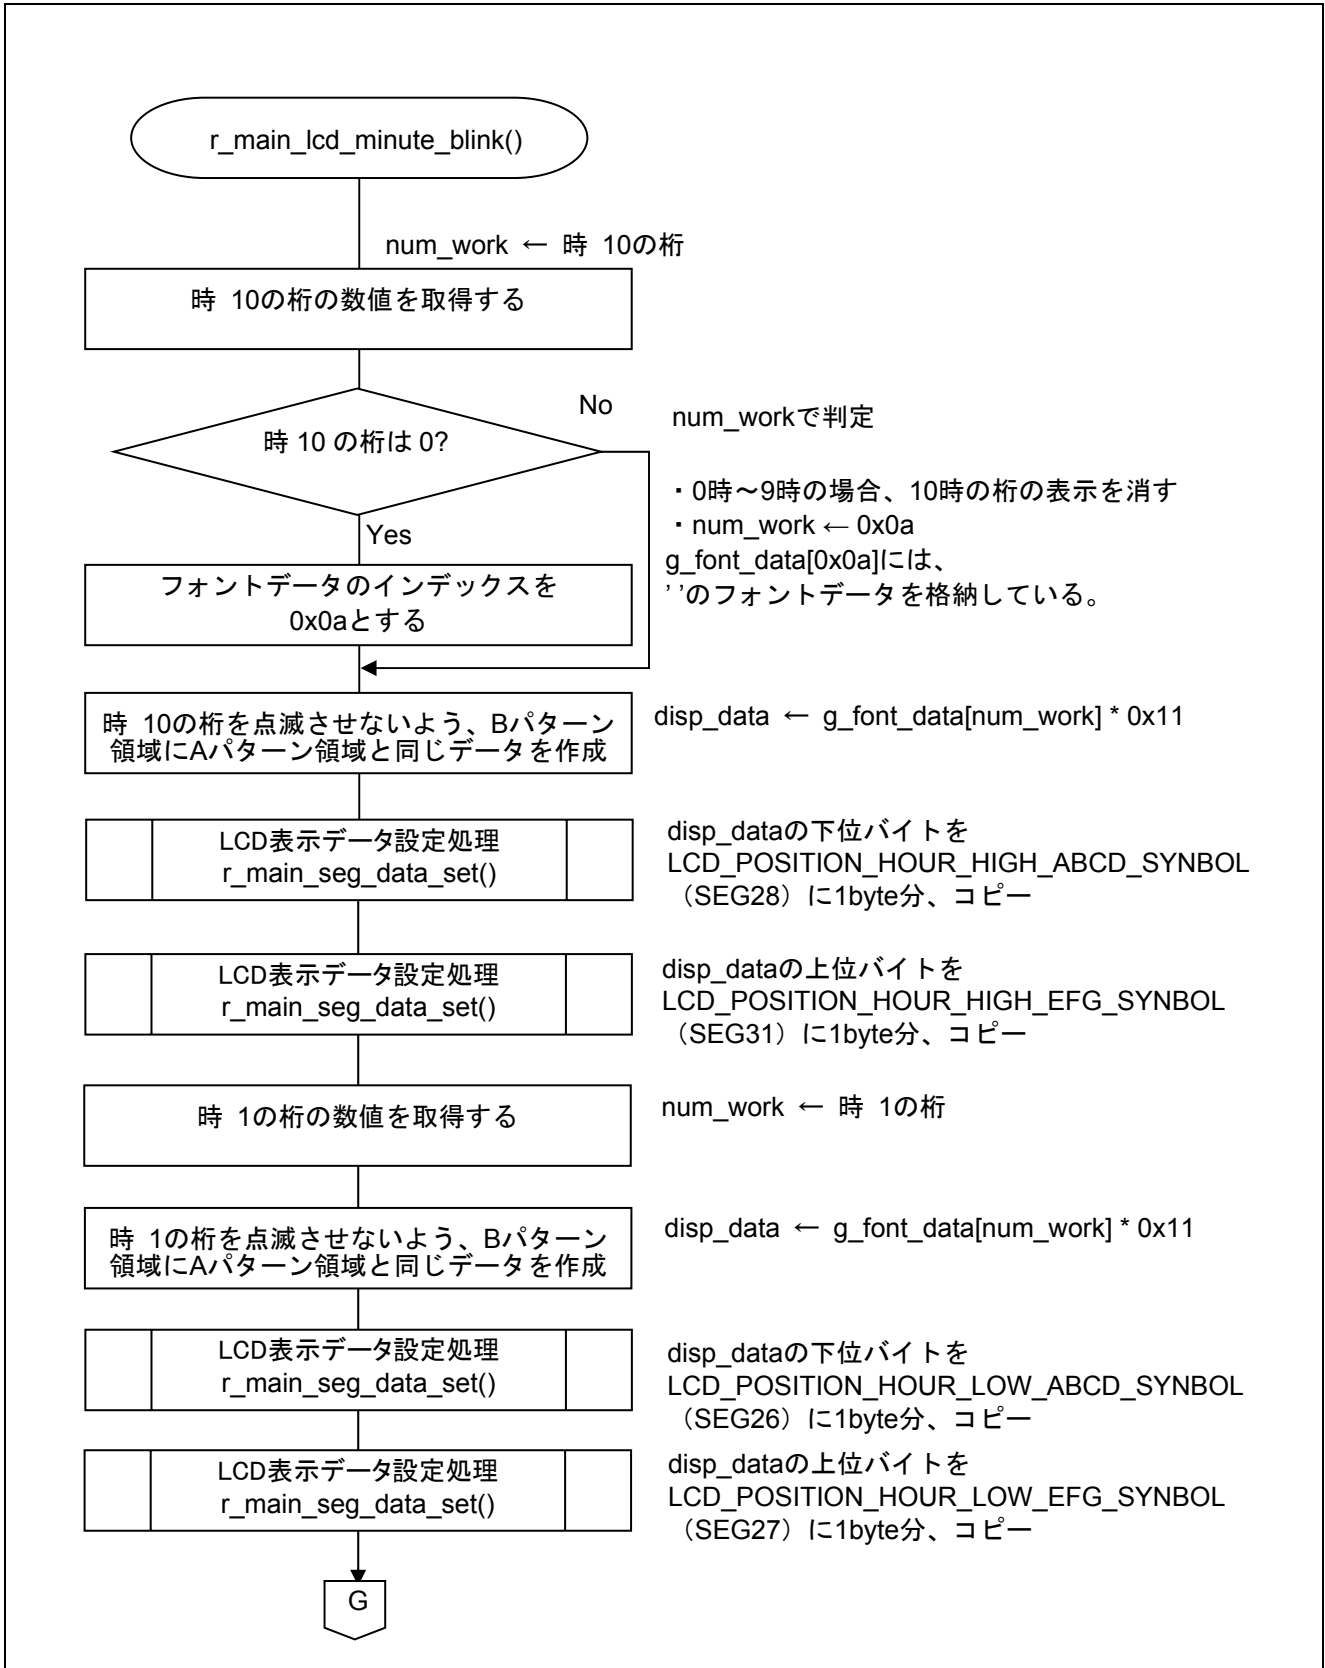 r_main_lcd_minute_blink()
num_work ← 時 10の桁
時 10の桁の数値を取得する
No
num_workで判定
時 10 の桁は 0?
・0時～9時の場合、10時の桁の表示を消す
・num_work ← 0x0a
Yes
g_font_data[0x0a]には、
' 'のフォントデータを格納している。
フォントデータのインデックスを
0x0aとする
時 10の桁を点滅させないよう、Bパターン
領域にAパターン領域と同じデータを作成
disp_data ← g_font_data[num_work] * 0x11
LCD表示データ設定処理
r_main_seg_data_set()
disp_dataの下位バイトを
LCD_POSITION_HOUR_HIGH_ABCD_SYNBOL
（SEG28）に1byte分、コピー
LCD表示データ設定処理
r_main_seg_data_set()
disp_dataの上位バイトを
LCD_POSITION_HOUR_HIGH_EFG_SYNBOL
（SEG31）に1byte分、コピー
時 1の桁の数値を取得する
num_work ← 時 1の桁
時 1の桁を点滅させないよう、Bパターン
領域にAパターン領域と同じデータを作成
disp_data ← g_font_data[num_work] * 0x11
LCD表示データ設定処理
r_main_seg_data_set()
disp_dataの下位バイトを
LCD_POSITION_HOUR_LOW_ABCD_SYNBOL
（SEG26）に1byte分、コピー
LCD表示データ設定処理
r_main_seg_data_set()
disp_dataの上位バイトを
LCD_POSITION_HOUR_LOW_EFG_SYNBOL
（SEG27）に1byte分、コピー
G